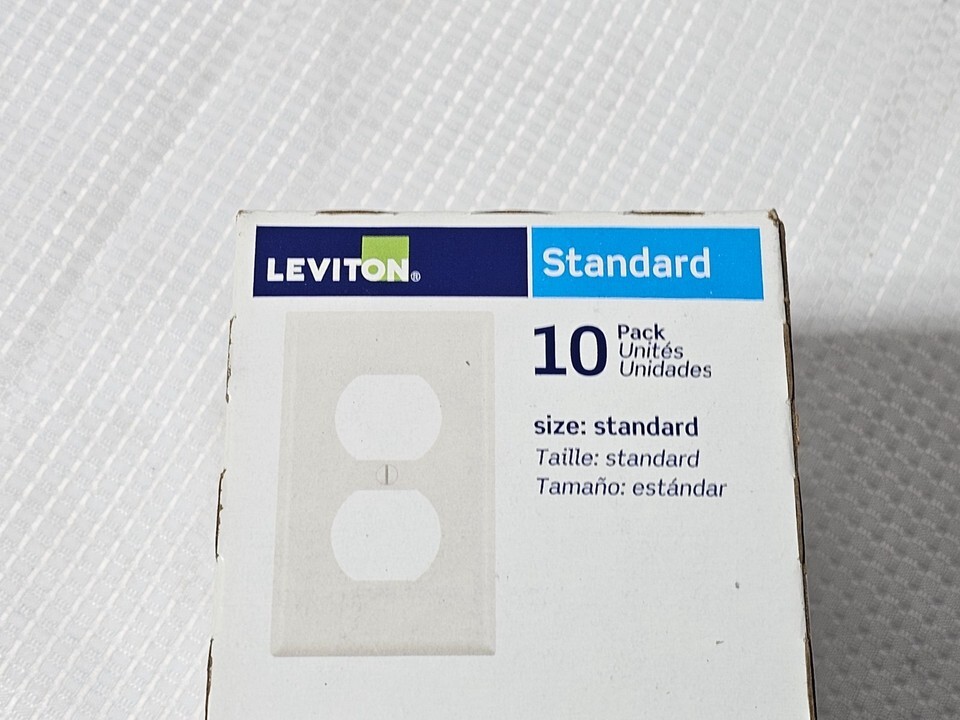 LEVITON®
Standard
10 Pack
Unités
Unidades
size: standard
Taille: standard
Tamaño: estándar